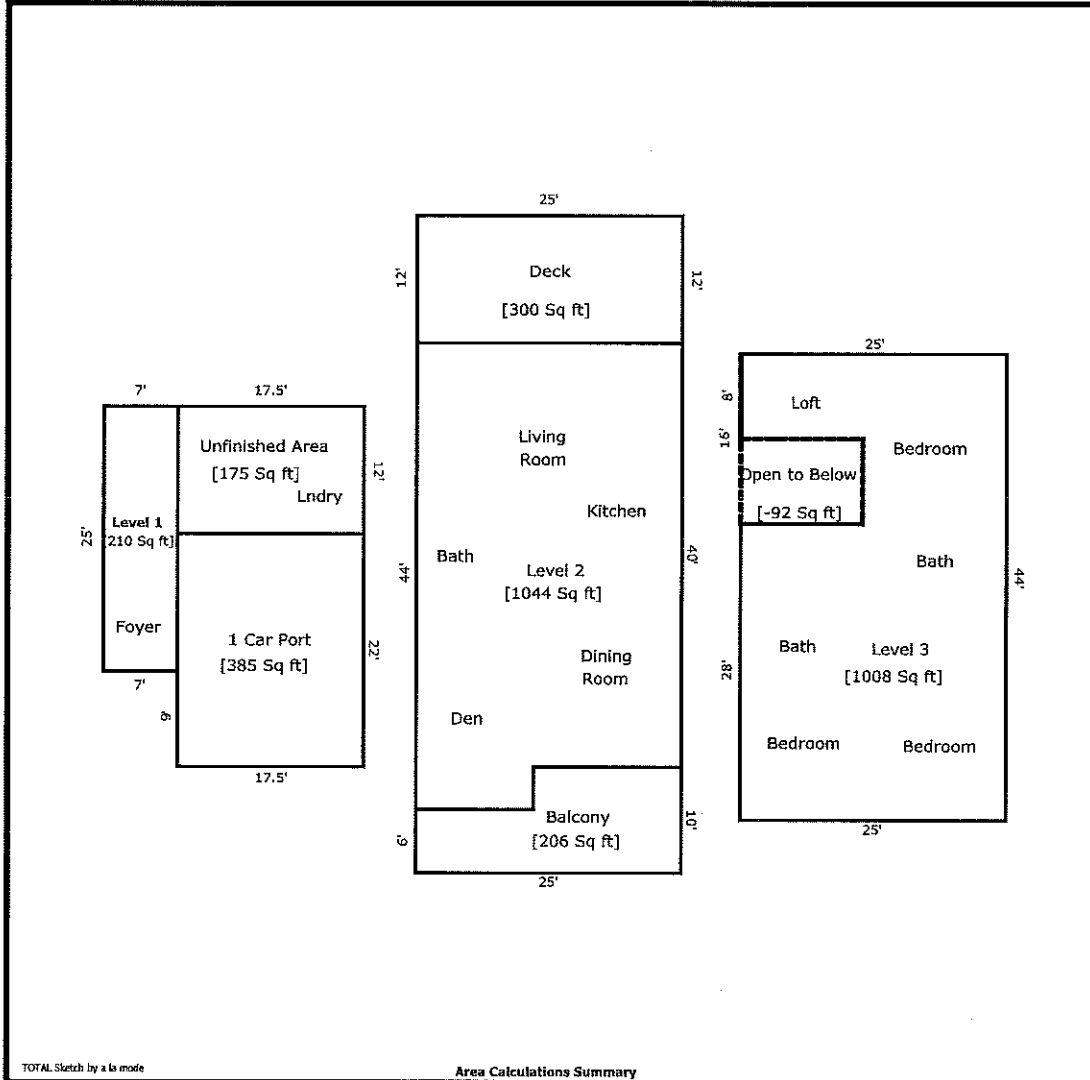 7'
17.5'
Unfinished Area
[175 Sq ft]
Lndry
12'
25'
Level 1
[210 Sq ft]
Foyer
7'
9'
1 Car Port
[385 Sq ft]
22'
17.5'
25'
12'
Deck
[300 Sq ft]
12'
Living
Room
Kitchen
Bath
44'
Level 2
[1044 Sq ft]
40'
Dining
Room
Den
Balcony
[206 Sq ft]
6'
10'
25'
25'
8'
Loft
16'
Bedroom
Open to Below
[-92 Sq ft]
Bath
44'
Bath
Level 3
[1008 Sq ft]
28'
Bedroom
Bedroom
25'
TOTAL Sketch by a la mode
Area Calculations Summary